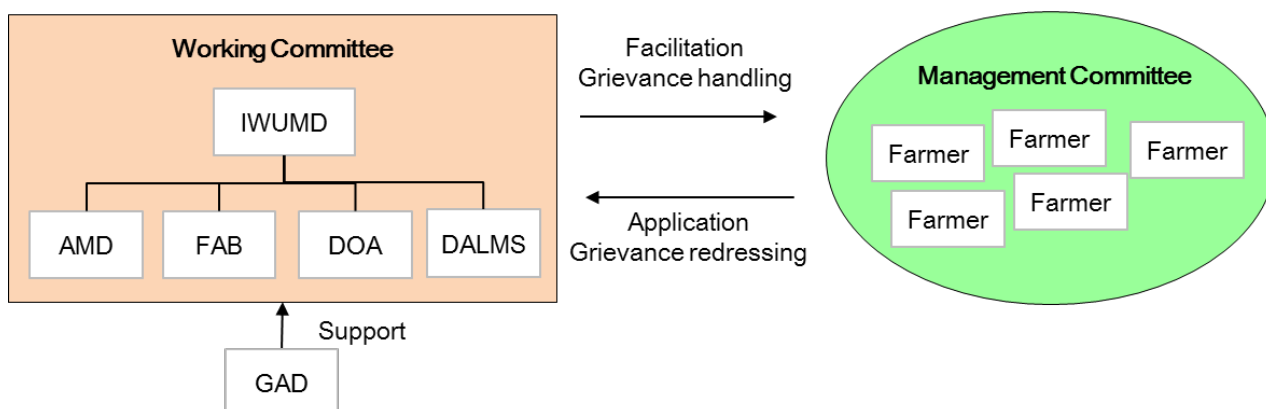 Working Committee
IWUMD
AMD
FAB
DOA
DALMS
Support
GAD
Facilitation
Grievance handling
Application
Grievance redressing
Management Committee
Farmer
Farmer
Farmer
Farmer
Farmer